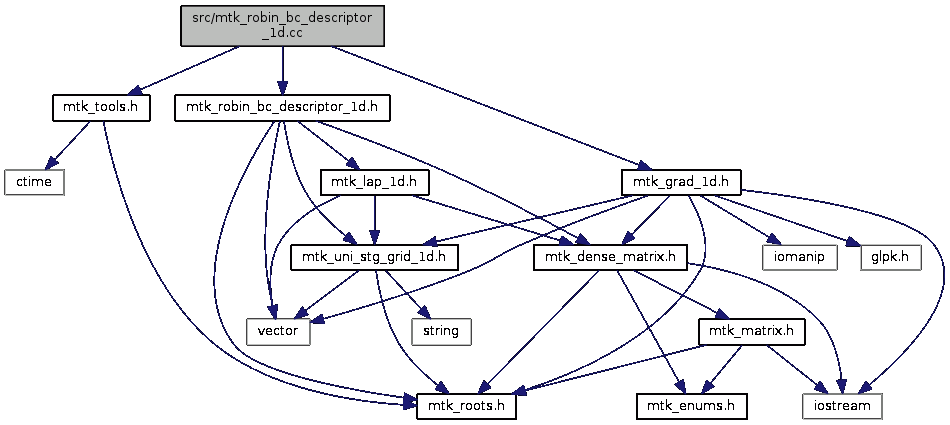 src/mtk_robin_bc_descriptor
_1d.cc
mtk_tools.h
mtk_robin_bc_descriptor_1d.h
ctime
mtk_lap_1d.h
mtk_grad_1d.h
mtk_uni_stg_grid_1d.h
mtk_dense_matrix.h
iomanip
glpk.h
vector
string
mtk_matrix.h
mtk_roots.h
mtk_enums.h
iostream